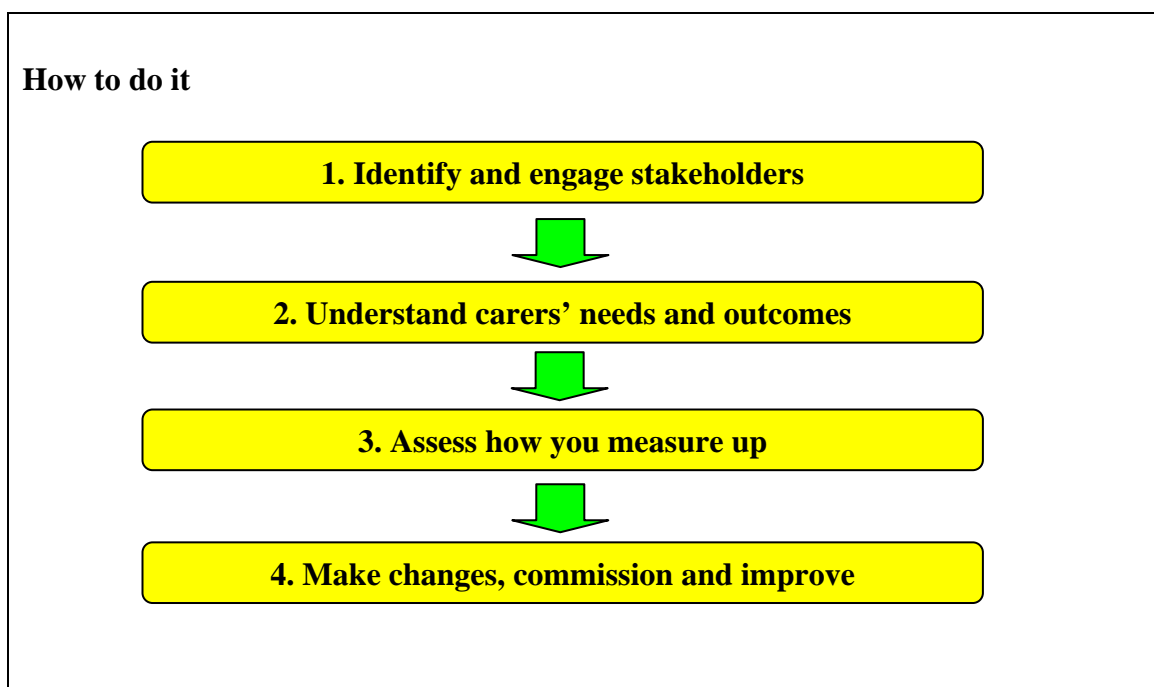 How to do it
1. Identify and engage stakeholders
2. Understand carers’ needs and outcomes
3. Assess how you measure up
4. Make changes, commission and improve